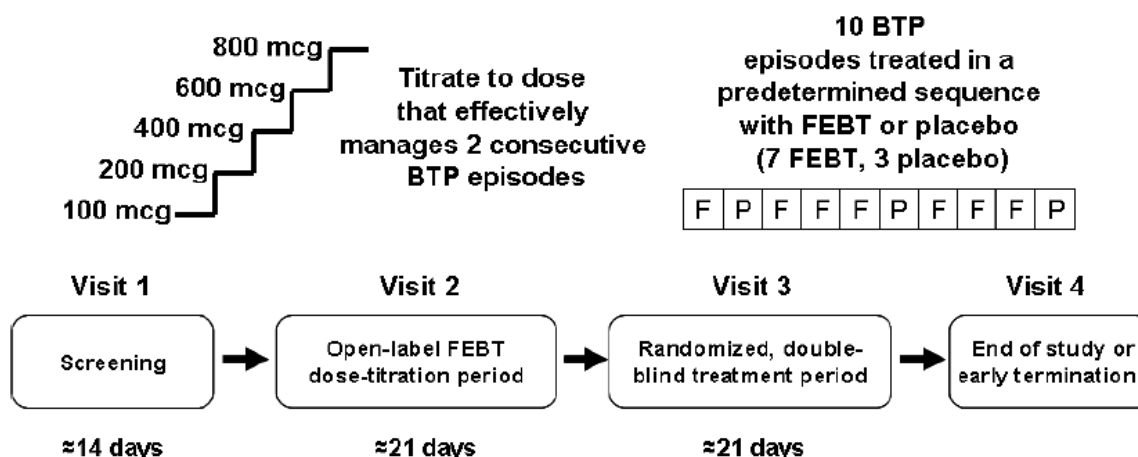 800 mcg
600 mcg
400 mcg
200 mcg
100 mcg
Titrate to dose
that effectively
manages 2 consecutive
BTP episodes
10 BTP
episodes treated in a
predetermined sequence
with FEBT or placebo
(7 FEBT, 3 placebo)
F P F F F P F F F P
Visit 1
Visit 2
Visit 3
Visit 4
Screening
Open-label FEBT
dose-titration period
Randomized, double-
blind treatment period
End of study or
early termination
≈14 days
≈21 days
≈21 days